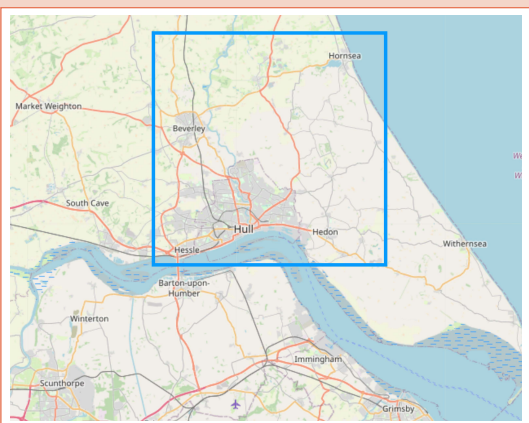 Hornsea
Market Weighton
Beverley
South Cave
Hull
Hedon
Withernsea
Hessle
Barton-upon-
Humber
Winterton
Immingham
Scunthorpe
Grimsby